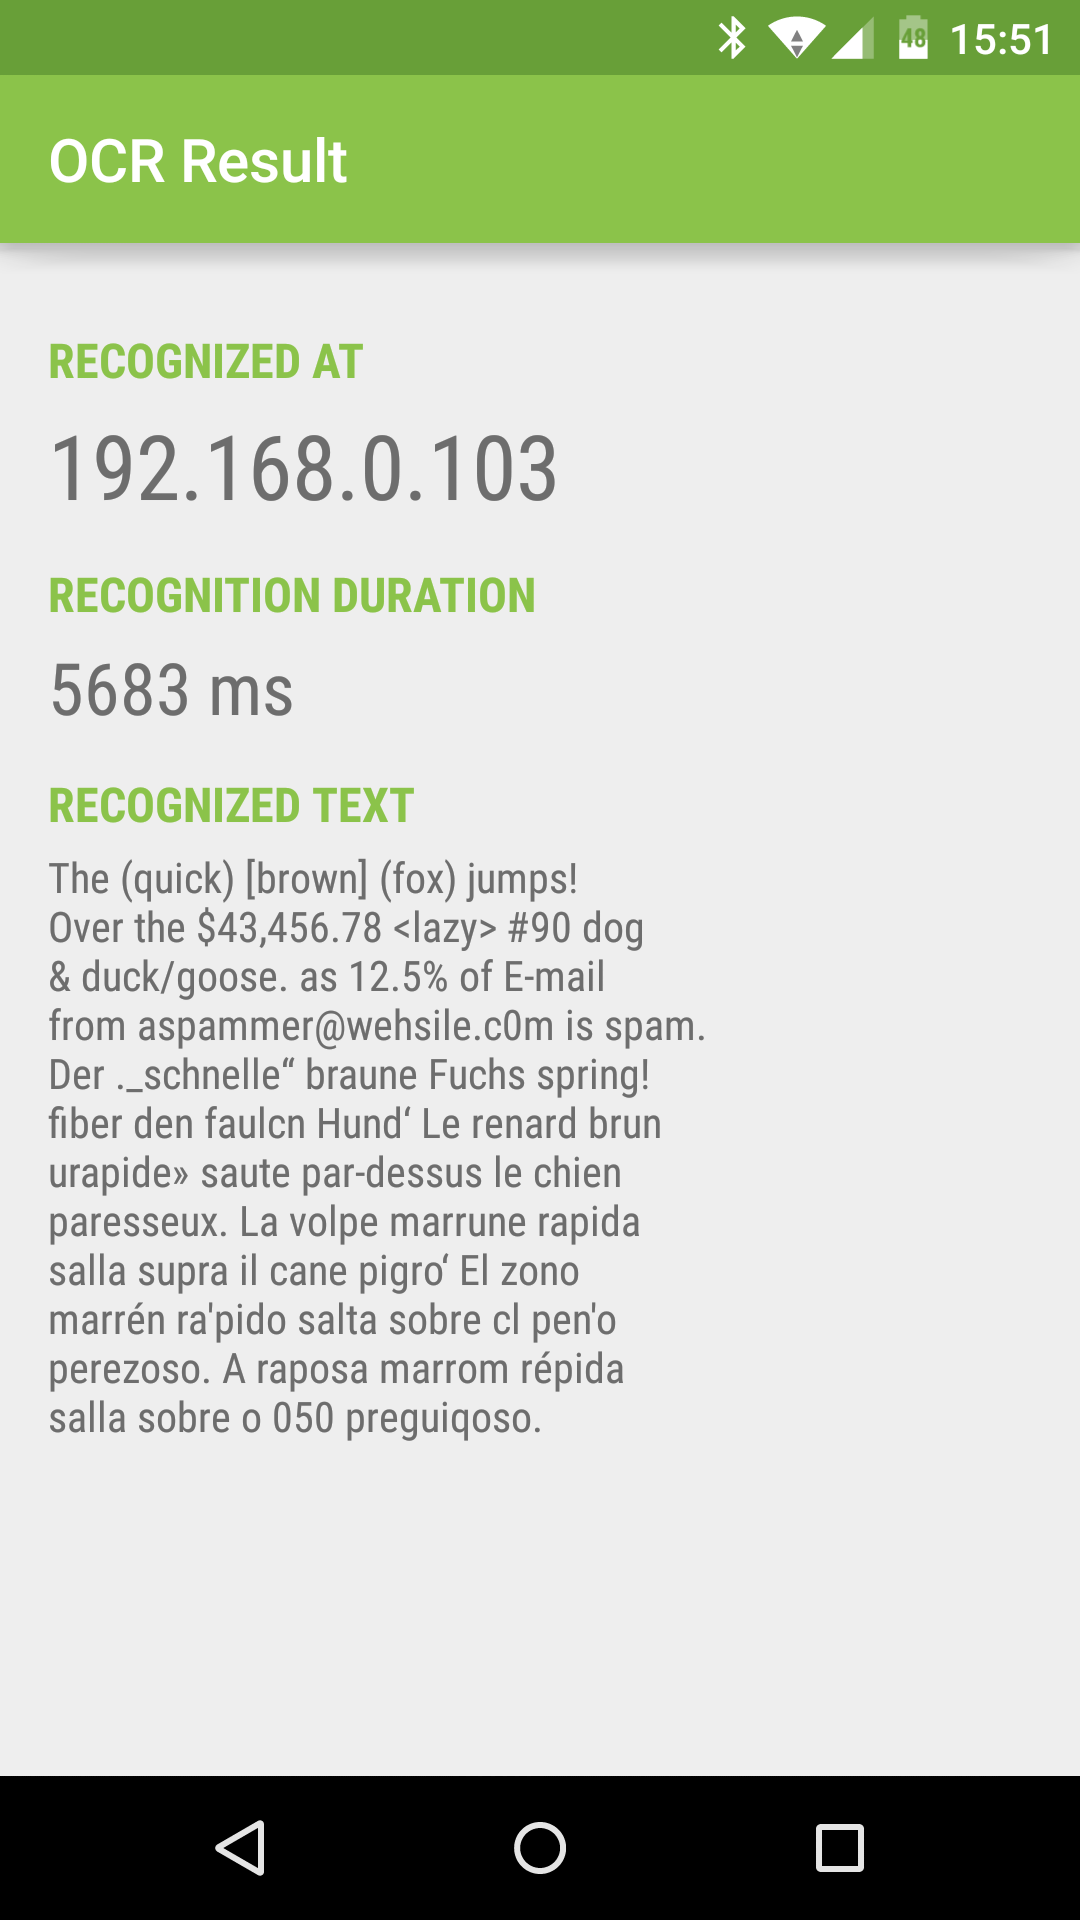 48 15:51
OCR Result
RECOGNIZED AT
192.168.0.103
RECOGNITION DURATION
5683 ms
RECOGNIZED TEXT
The (quick) [brown] (fox) jumps!
Over the $43,456.78 <lazy> #90 dog
& duck/goose. as 12.5% of E-mail
from aspammer@wehsile.c0m is spam.
Der ._schnelle“ braune Fuchs spring!
fiber den faulcn Hund‘ Le renard brun
urapide» saute par-dessus le chien
paresseux. La volpe marrune rapida
salla supra il cane pigro‘ El zono
marrén ra'pido salta sobre cl pen'o
perezoso. A raposa marrom répida
salla sobre o 050 preguiqoso.